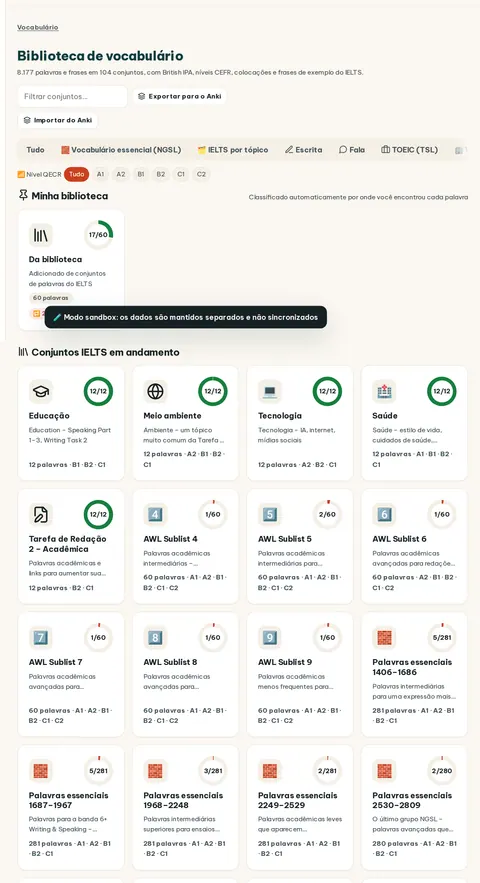 Vocabulário
Biblioteca de vocabulário
8.177 palavras e frases em 104 conjuntos, com British IPA, níveis CEFR, colocações e frases de exemplo do IELTS.
Filtrar conjuntos...
Exportar para o Anki
Importar do Anki
Tudo
Vocabulário essencial (NGSL)
IELTS por tópico
Escrita
Fala
TOEIC (TSL)
Nível QECR
Tudo
A1
A2
B1
B2
C1
C2
Minha biblioteca
Classificado automaticamente por onde você encontrou cada palavra
17/60
Da biblioteca
Adicionado de conjuntos
de palavras do IELTS
60 palavras
Modo sandbox: os dados são mantidos separados e não sincronizados
Conjuntos IELTS em andamento
12/12
Educação
Education – Speaking Part
1–3, Writing Task 2
12 palavras · B1 · B2 · C1
12/12
Meio ambiente
Ambiente – um tópico
muito comum da Tarefa ...
12 palavras · A2 · B1 · B2 ·
C1
12/12
Tecnologia
Tecnologia – IA, internet,
mídias sociais
12 palavras · A2 · B2 · C1
12/12
Saúde
Saúde – estilo de vida,
cuidados de saúde,...
12 palavras · A1 · B1 · B2 ·
C1
12/12
Tarefa de Redação
2 – Acadêmica
Palavras acadêmicas e
links para aumentar sua...
12 palavras · B2 · C1
4
1/60
AWL Sublist 4
Palavras acadêmicas
intermediárias –...
60 palavras · A1 · A2 · B1 ·
B2 · C1 · C2
5
2/60
AWL Sublist 5
Palavras acadêmicas
intermediárias para...
60 palavras · A1 · A2 · B1 ·
B2 · C1 · C2
6
1/60
AWL Sublist 6
Palavras acadêmicas
avançadas para redaçõe...
60 palavras · A2 · B1 · B2
· C1 · C2
7
1/60
AWL Sublist 7
Palavras acadêmicas
avançadas para...
60 palavras · A1 · A2 · B1 ·
B2 · C1 · C2
8
1/60
AWL Sublist 8
Palavras acadêmicas
avançadas para...
60 palavras · A1 · A2 · B1 ·
B2 · C1 · C2
9
1/60
AWL Sublist 9
Palavras acadêmicas
menos frequentes para...
60 palavras · A1 · A2 · B1 ·
B2 · C1 · C2
5/281
Palavras essenciais
1406–1686
Palavras intermediárias
para uma expressão mais...
281 palavras · A1 · A2 · B1
· B2 · C1
5/281
Palavras essenciais
1687–1967
Palavras para a banda 6+
Writing & Speaking –...
281 palavras · A1 · A2 · B1
· B2 · C1
3/281
Palavras essenciais
1968–2248
Palavras intermediárias
superiores para ensaios...
281 palavras · A1 · A2 · B1
· B2 · C1
2/281
Palavras essenciais
2249–2529
Palavras acadêmicas leves
que aparecem...
281 palavras · A1 · A2 · B1
· B2 · C1
2/280
Palavras essenciais
2530–2809
O último grupo NGSL –
palavras avançadas que...
280 palavras · A1 · A2 · B1
· B2 · C1